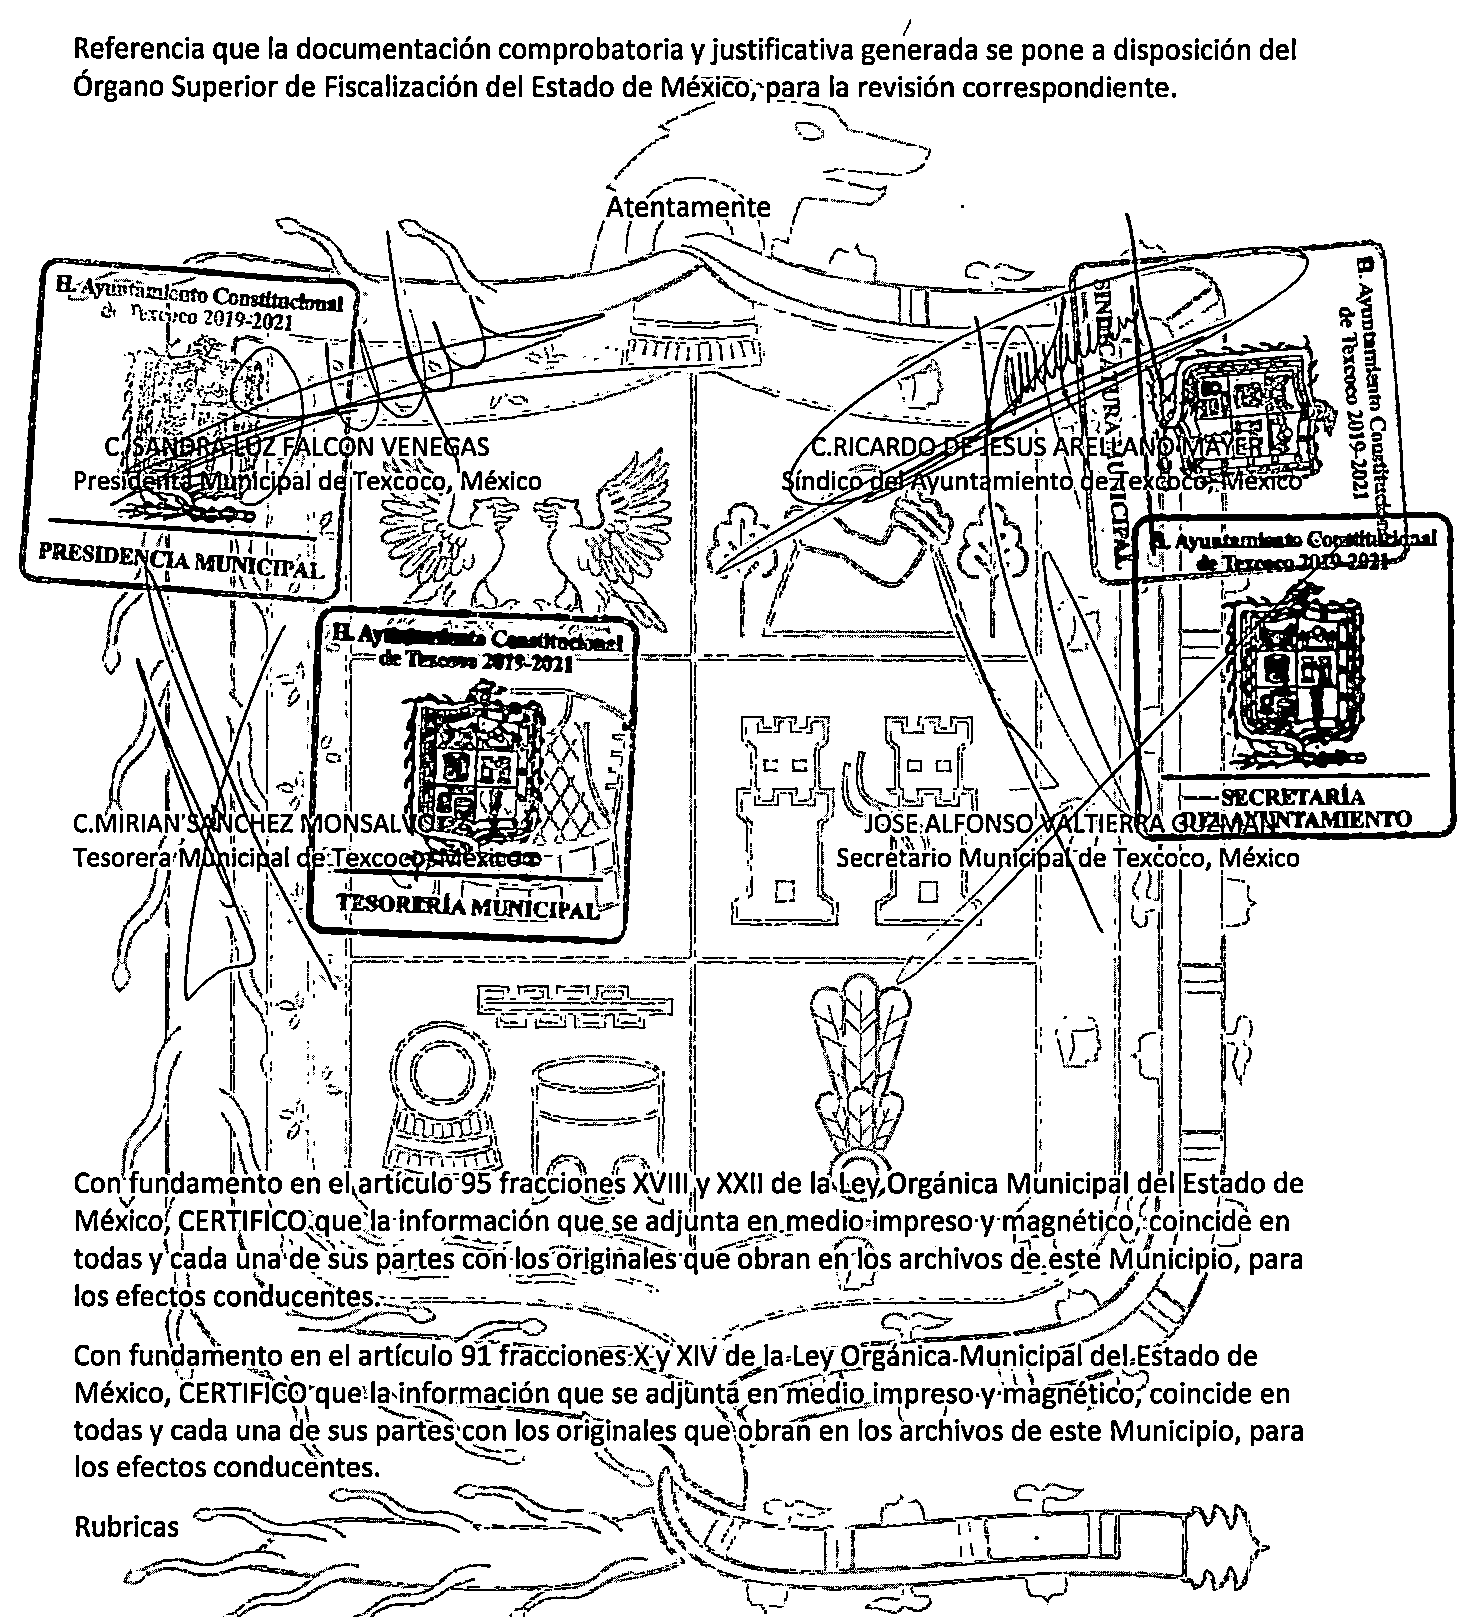 Referencia que la documentación comprobatoria y justificativa generada se pone a disposición del
Órgano Superior de Fiscalización del Estado de México, para la revisión correspondiente.
Atentamente
El Ayuntamiento Constitucional
de Texcoco 2019-2021
PRESIDENCIA MUNICIPAL
C. SANDRA LUZ FALCÓN VENEGAS
Presidenta Municipal de Texcoco, México
El Ayuntamiento Constitucional
de Texcoco 2019-2021
SINDICATURA MUNICIPAL
C.RICARDO DE JESUS ARELLANO MAYER
Síndico del Ayuntamiento de Texcoco, México
El Ayuntamiento Constitucional
de Texcoco 2019-2021
TESORERÍA MUNICIPAL
C.MIRIAN SANCHEZ MONSALVO
Tesorera Municipal de Texcoco, México
El Ayuntamiento Constitucional
de Texcoco 2019-2021
SECRETARÍA
DEL AYUNTAMIENTO
JOSE ALFONSO VALTIERRA GUZMAN
Secretario Municipal de Texcoco, México
Con fundamento en el artículo 95 fracciones XVIII y XXII de la Ley Orgánica Municipal del Estado de
México, CERTIFICO que la información que se adjunta en medio impreso y magnético, coincide en
todas y cada una de sus partes con los originales que obran en los archivos de este Municipio, para
los efectos conducentes.
Con fundamento en el artículo 91 fracciones X y XIV de la Ley Orgánica Municipal del Estado de
México, CERTIFICO que la información que se adjunta en medio impreso y magnético, coincide en
todas y cada una de sus partes con los originales que obran en los archivos de este Municipio, para
los efectos conducentes.
Rubricas